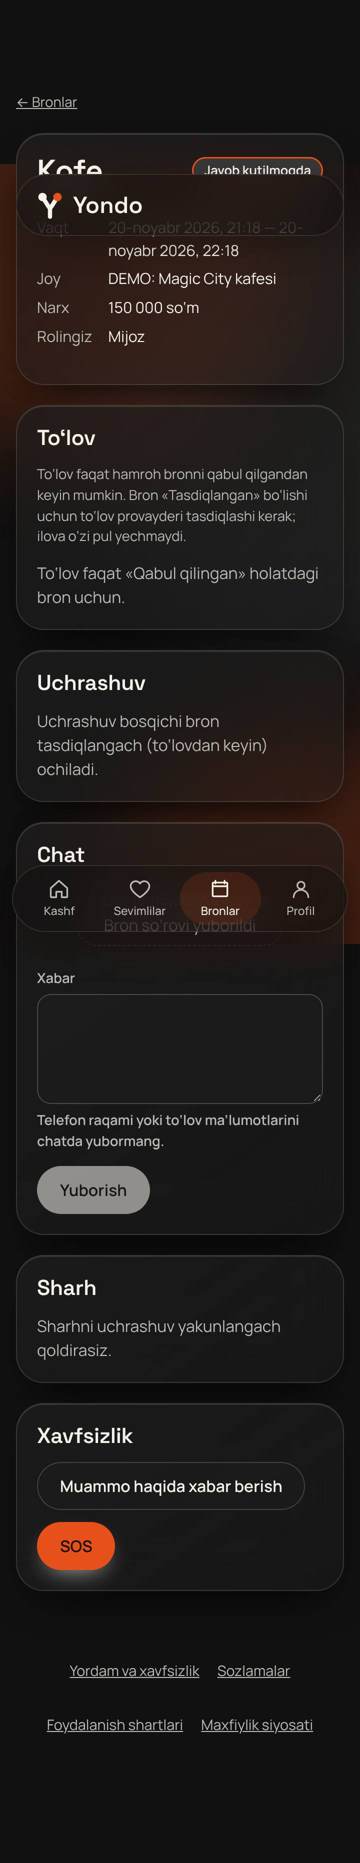 ← Bronlar
Kofe
Javob kutilmoqda
Yondo
Vaqt
20-noyabr 2026, 21:18 — 20-
noyabr 2026, 22:18
Joy DEMO: Magic City kafesi
Narx 150 000 so'm
Rolingiz Mijoz
To‘lov
To'lov faqat hamroh bronni qabul qilgandan
keyin mumkin. Bron «Tasdiqlangan» bo'lishi
uchun to'lov provayderi tasdiqlashi kerak;
ilova o'zi pul yechmaydi.
To'lov faqat «Qabul qilingan» holatdagi
bron uchun.
Uchrashuv
Uchrashuv bosqichi bron
tasdiqlangach (to'lovdan keyin)
ochiladi.
Chat
Kashf Sevimlilar Bronlar Profil
Bron so'rovi yuborildi
Xabar
Telefon raqami yoki to'lov ma'lumotlarini
chatda yubormang.
Yuborish
Sharh
Sharhni uchrashuv yakunlangach
qoldirasiz.
Xavfsizlik
Muammo haqida xabar berish
SOS
Yordam va xavfsizlik Sozlamalar
Foydalanish shartlari Maxfiylik siyosati